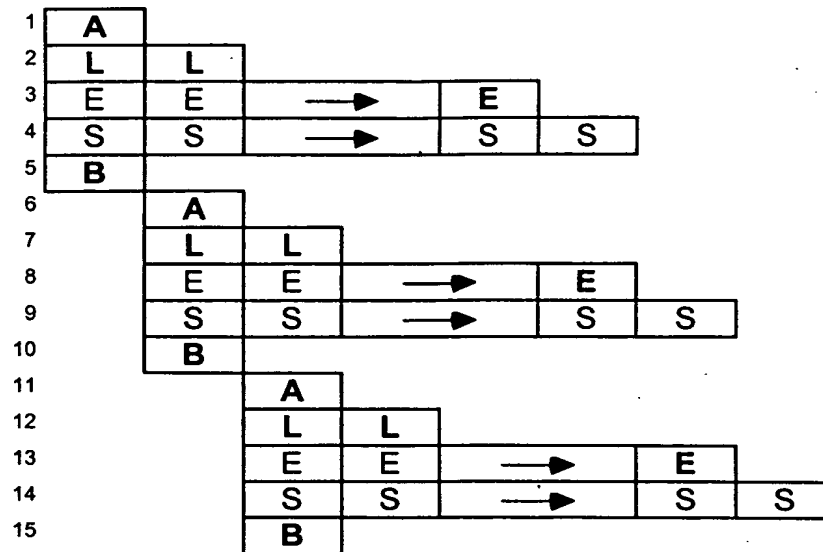 1 A
2 L L
3 E E E
4 S S S S
5 B
6 A
7 L L
8 E E E
9 S S S S
10 B
11 A
12 L L
13 E E E
14 S S S S
15 B